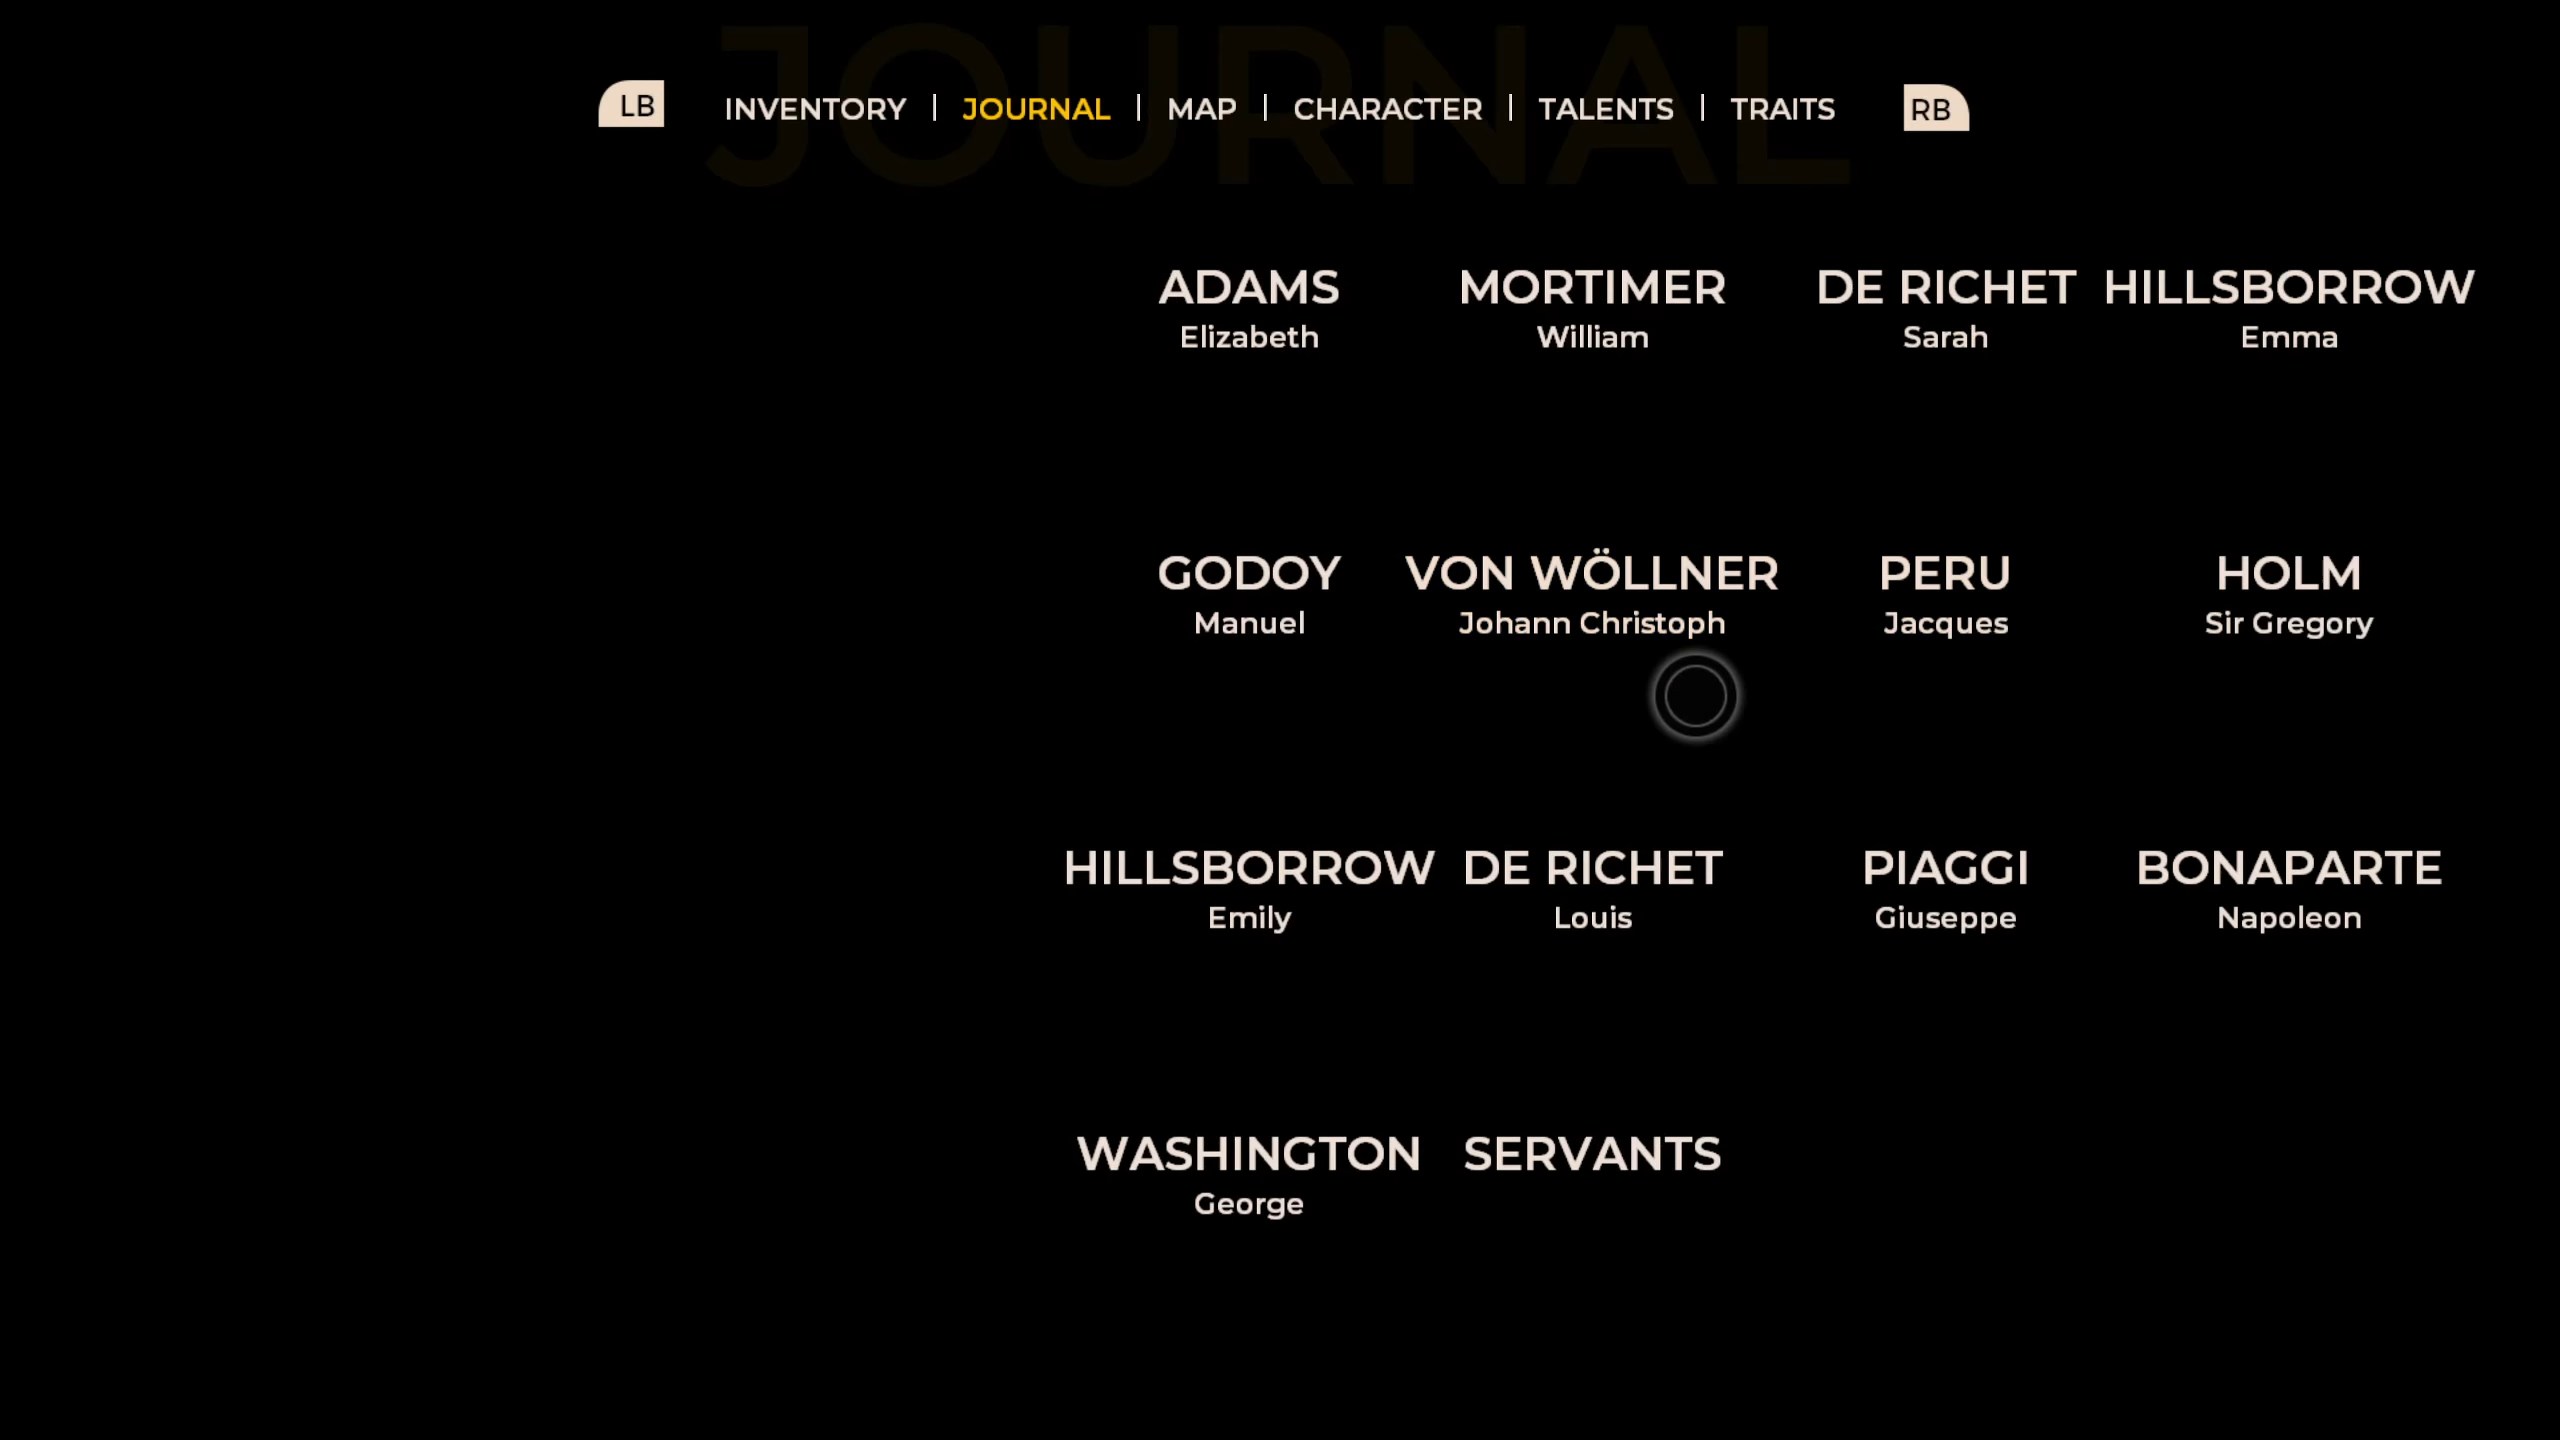 JOURNAL
LB INVENTORY | JOURNAL | MAP | CHARACTER | TALENTS | TRAITS RB
ADAMS MORTIMER DE RICHET HILLSBORROW
Elizabeth William Sarah Emma
GODOY VON WÖLLNER PERU HOLM
Manuel Johann Christoph Jacques Sir Gregory
HILLSBORROW DE RICHET PIAGGI BONAPARTE
Emily Louis Giuseppe Napoleon
WASHINGTON SERVANTS
George